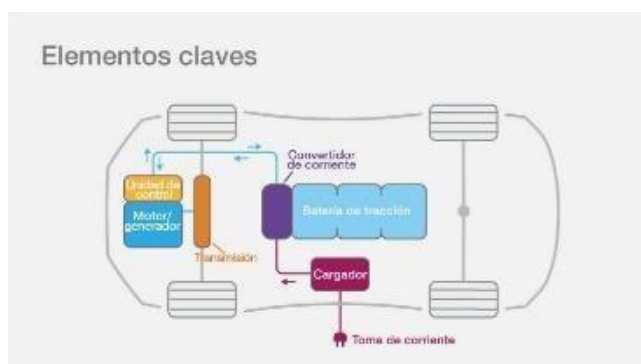 Elementos claves
Convertidor
de corriente
Unidad de
control
Motor/
generador
Batería de tracción
Transmisión
Cargador
Toma de corriente